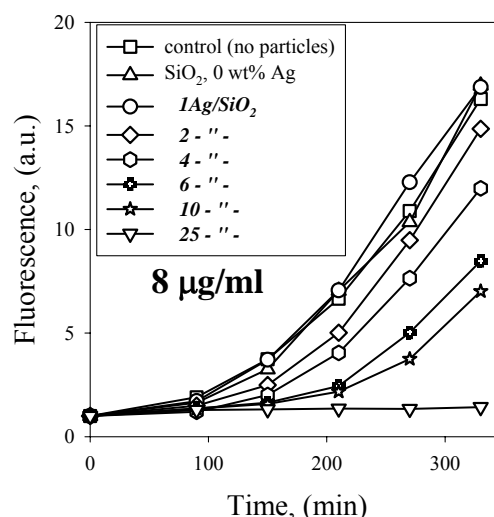 20
15
10
5
0
Fluorescence, (a.u.)
control (no particles)
SiO₂, 0 wt% Ag
1Ag/SiO₂
2 - " -
4 - " -
6 - " -
10 - " -
25 - " -
8 μg/ml
0 100 200 300
Time, (min)